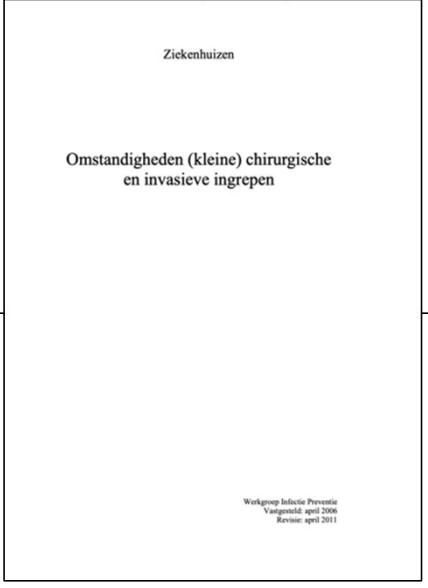 Ziekenhuizen
Omstandigheden (kleine) chirurgische
en invasieve ingrepen
Werkgroep Infectie Preventie
Vastgesteld: april 2006
Revisie: april 2011